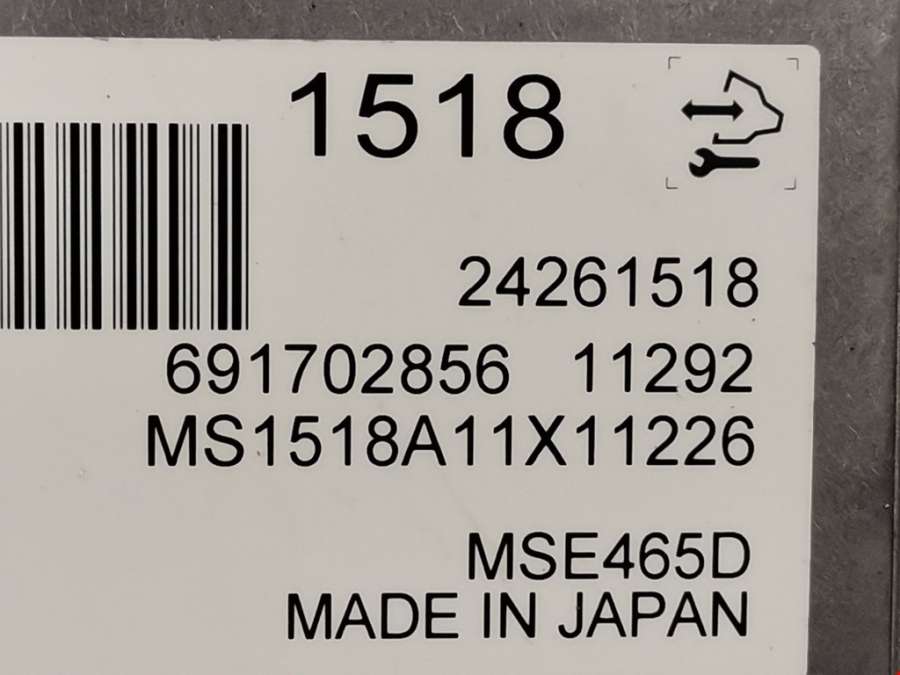 1518
24261518
691702856 11292
MS1518A11X11226
MSE465D
MADE IN JAPAN